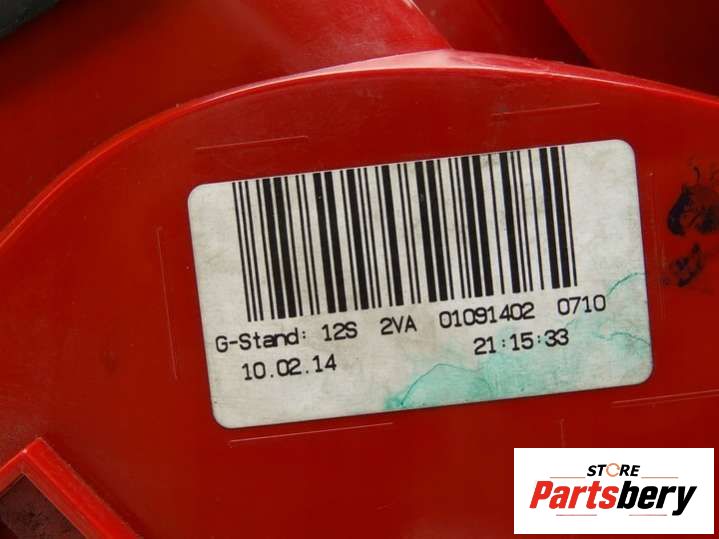 G-Stand: 12S 2VA 01091402 0710
10.02.14 21:15:33
STORE
Partsbery